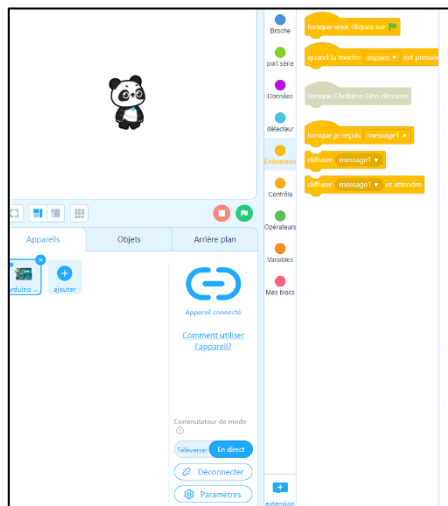 Broche
port série
Données
détecteur
Événement
Contrôle
Opérateurs
Variables
Mes blocs
extension
lorsque vous cliquez sur
quand la touche espace est pressée
lorsque l'Arduino Uno démarre
lorsque je reçois message1
diffuser message1
diffuser message1 et attendre
Appareils Objets Arrière plan
Arduino ...
ajouter
Appareil connecté
Comment utiliser
l'appareil?
Commutateur de mode
Téléverser En direct
Déconnecter
Paramètres